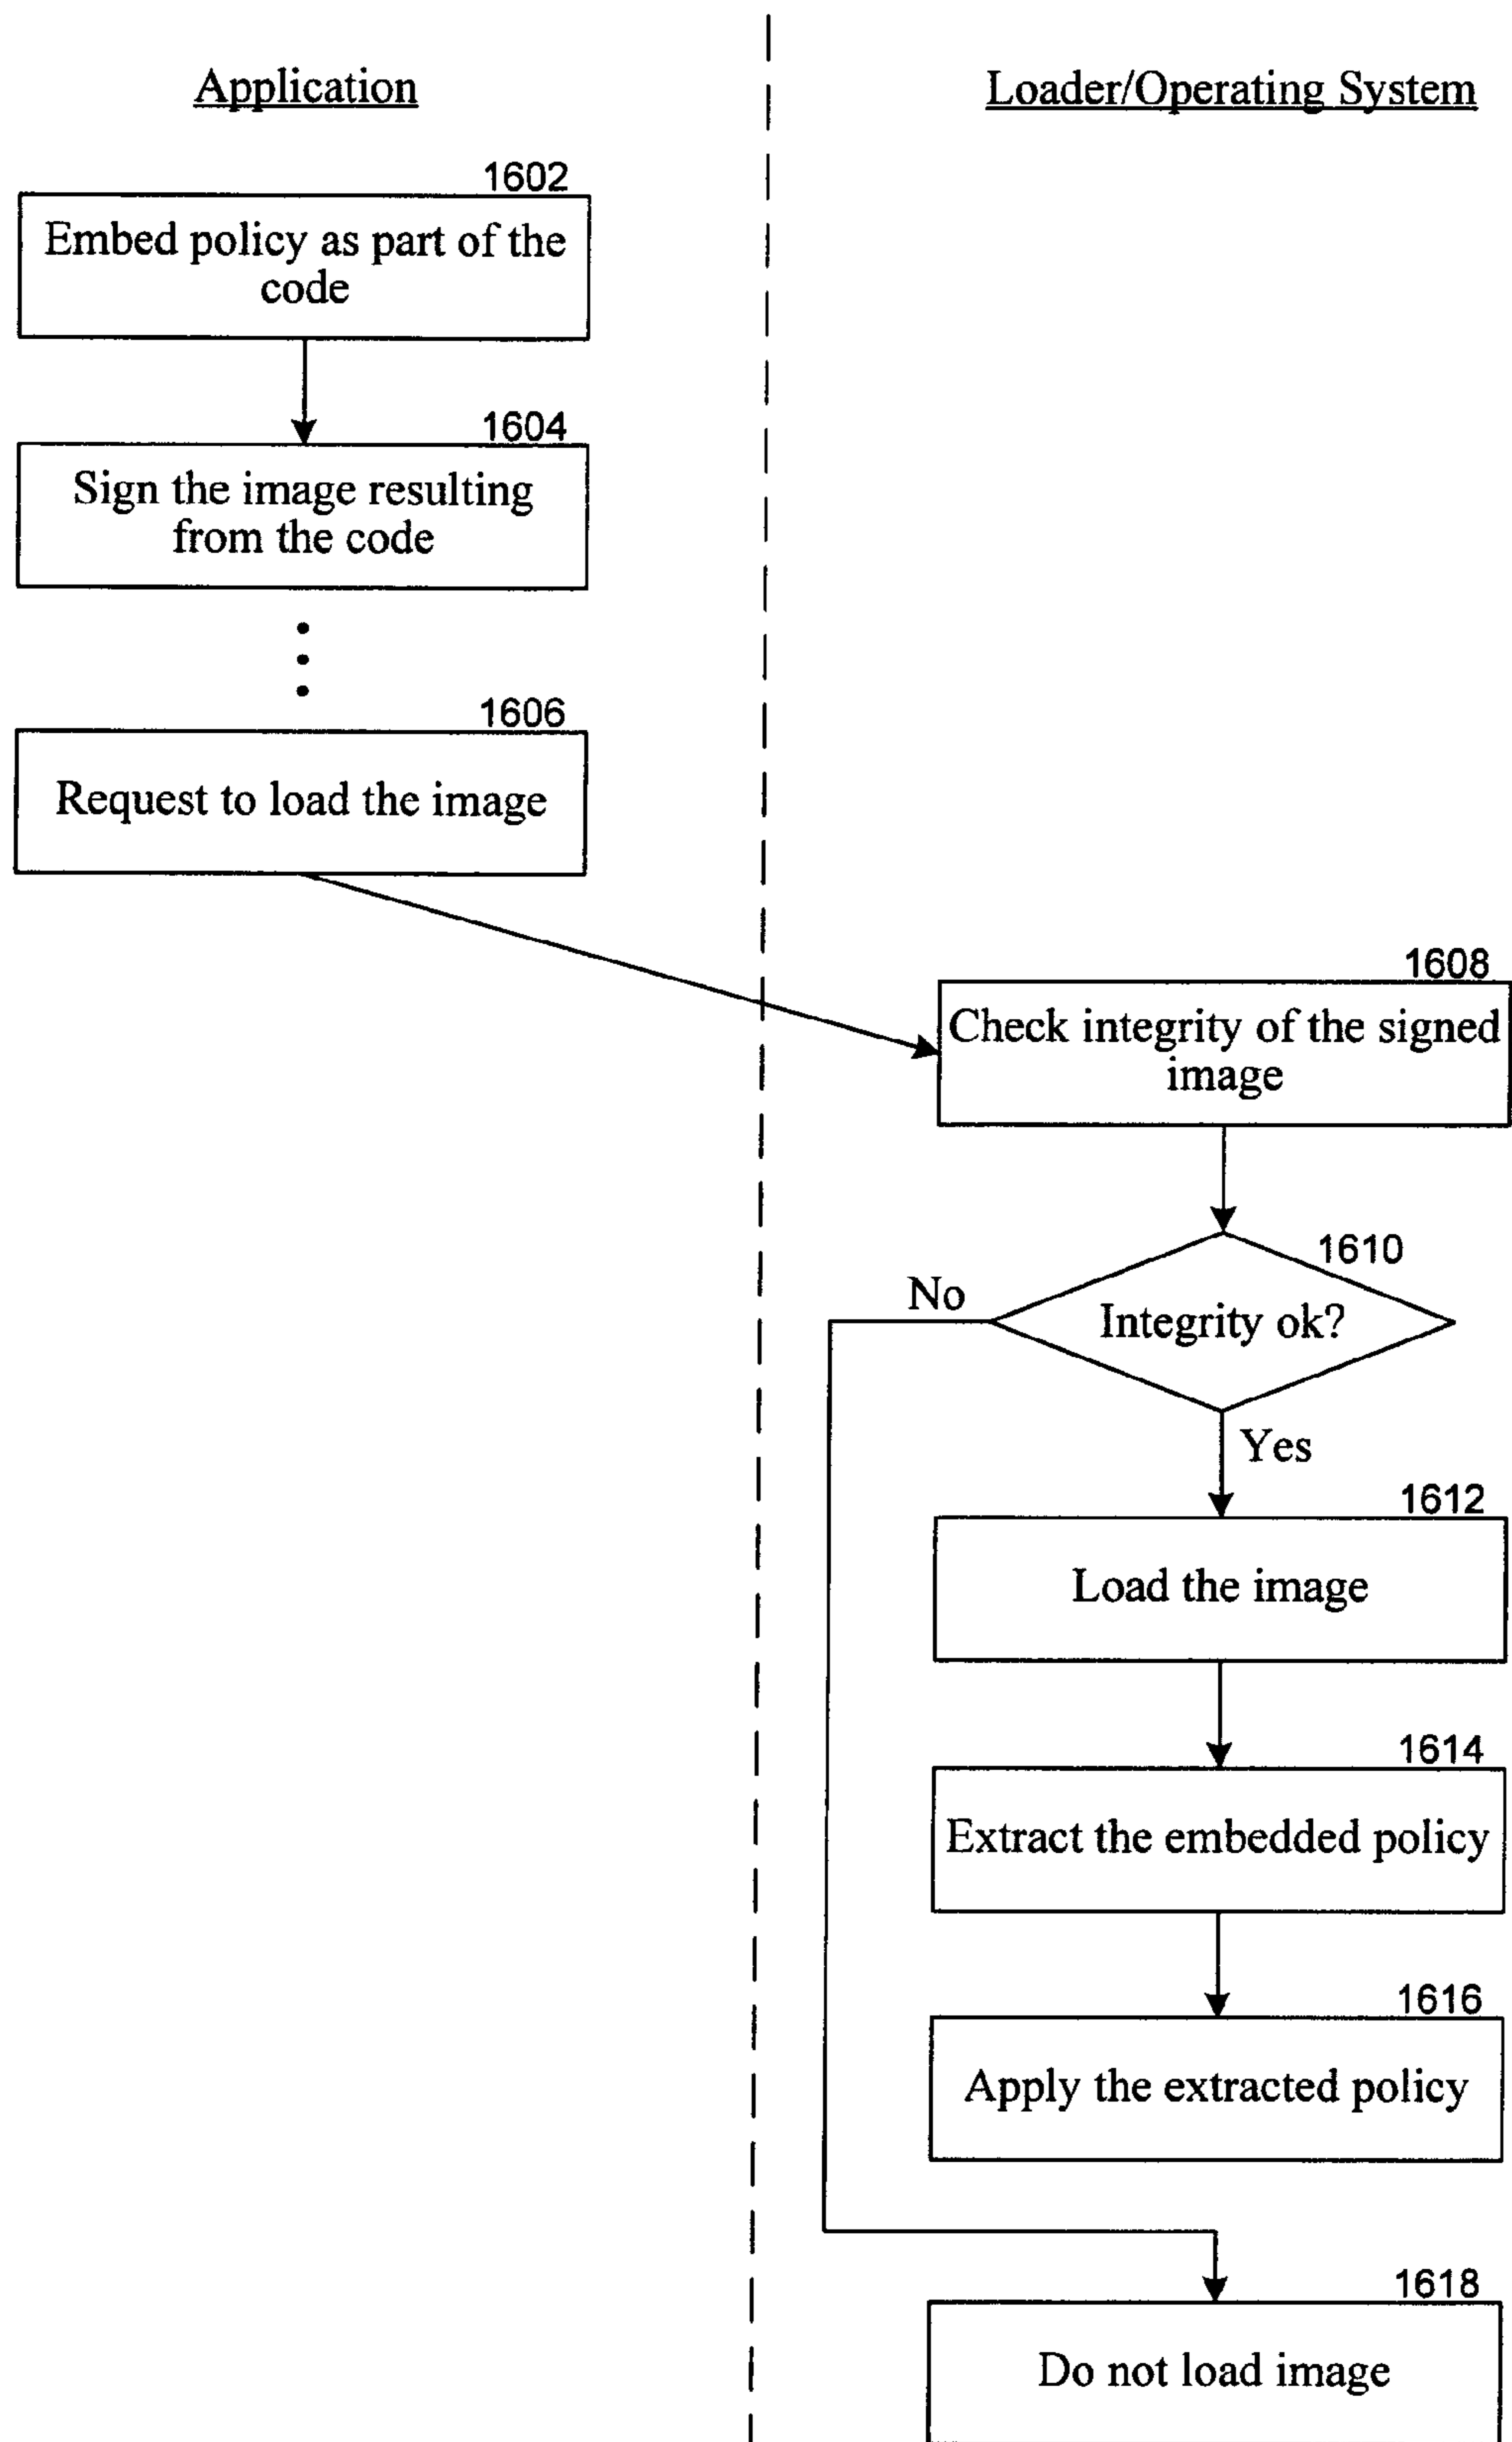 Application
Loader/Operating System
1602
Embed policy as part of the
code
1604
Sign the image resulting
from the code
1606
Request to load the image
1608
Check integrity of the signed
image
1610
Integrity ok?
No
Yes
1612
Load the image
1614
Extract the embedded policy
1616
Apply the extracted policy
1618
Do not load image